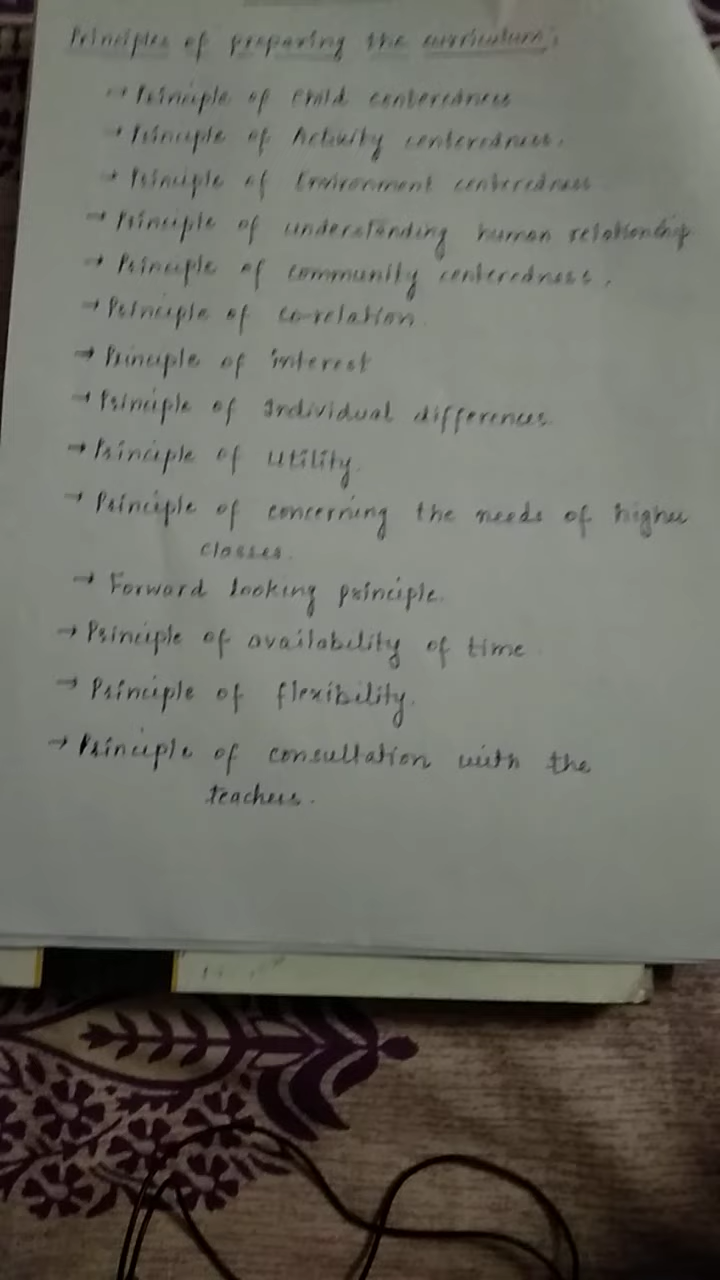 Principles of preparing the curriculum:
→ Principle of child centeredness
→ Principle of Activity centeredness.
→ Principle of Environment centeredness
→ Principle of understanding human relationship
→ Principle of community centeredness.
→ Principle of co-relation
→ Principle of interest
→ Principle of Individual differences.
→ Principle of Utility.
→ Principle of concerning the needs of higher
classes.
→ Forward looking principle.
→ Principle of availability of time
→ Principle of flexibility.
→ Principle of consultation with the
teachers.